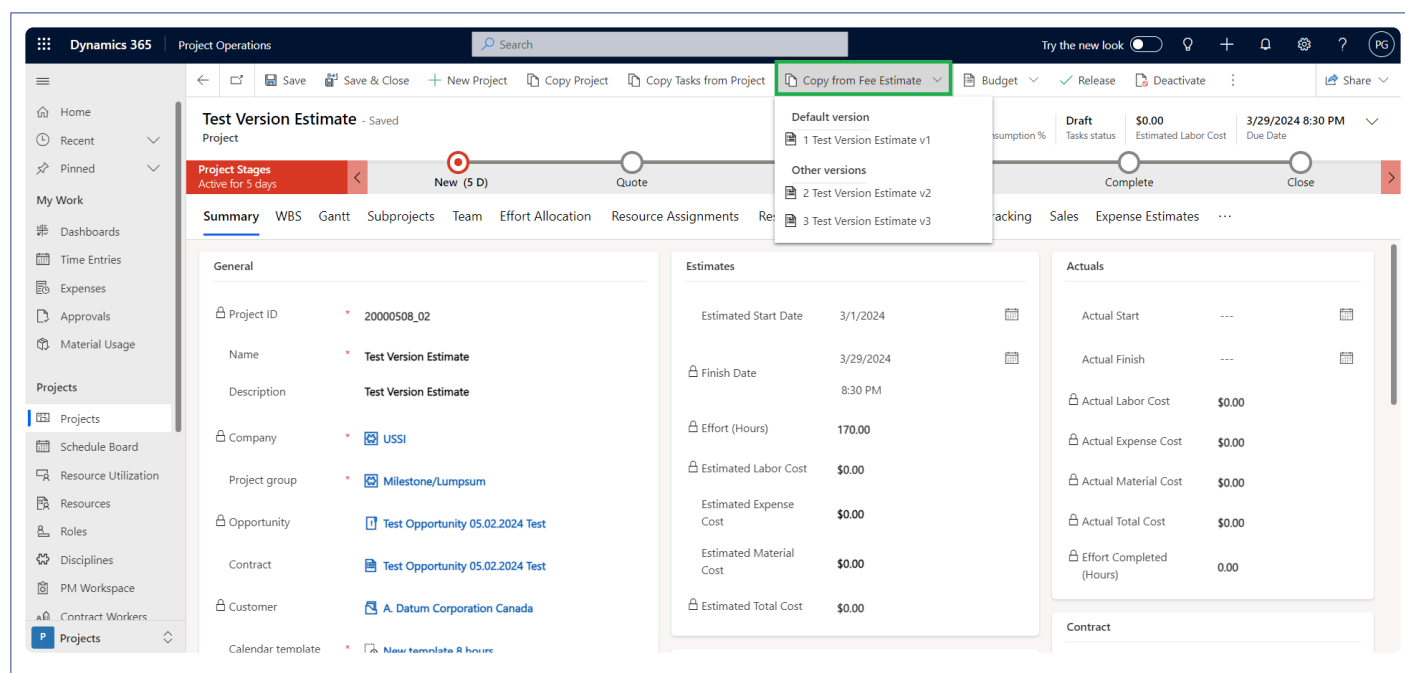 Dynamics 365 Project Operations Search Try the new look PG
Save Save & Close New Project Copy Project Copy Tasks from Project Copy from Fee Estimate Budget Release Deactivate Share
Home
Recent
Pinned
My Work
Dashboards
Time Entries
Expenses
Approvals
Material Usage
Projects
Projects
Schedule Board
Resource Utilization
Resources
Roles
Disciplines
PM Workspace
Contract Workers
P Projects
Test Version Estimate - Saved
Project
Default version
1 Test Version Estimate v1
Other versions
2 Test Version Estimate v2
3 Test Version Estimate v3
Draft $0.00 3/29/2024 8:30 PM
Tasks status Estimated Labor Cost Due Date
Project Stages
Active for 5 days
New (5 D) Quote Complete Close
Summary WBS Gantt Subprojects Team Effort Allocation Resource Assignments Sales Expense Estimates ...
General
Project ID * 20000508_02
Name * Test Version Estimate
Description Test Version Estimate
Company * USSI
Project group * Milestone/Lumpsum
Opportunity Test Opportunity 05.02.2024 Test
Contract Test Opportunity 05.02.2024 Test
Customer A. Datum Corporation Canada
Calendar template * New template 8 hours
Estimates
Estimated Start Date 3/1/2024
Finish Date 3/29/2024
8:30 PM
Effort (Hours) 170.00
Estimated Labor Cost $0.00
Estimated Expense
Cost $0.00
Estimated Material
Cost $0.00
Estimated Total Cost $0.00
Actuals
Actual Start ---
Actual Finish ---
Actual Labor Cost $0.00
Actual Expense Cost $0.00
Actual Material Cost $0.00
Actual Total Cost $0.00
Effort Completed
(Hours) 0.00
Contract